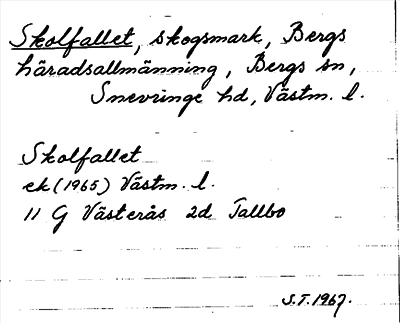 Skolfallet, skogsmark, Bergs
häradsallmänning, Bergs sn,
Snevringe hd, Västm. l.
Skolfallet
ek (1965) Västm. l.
11 G Västerås 2d Tallbo
S.T. 1967.